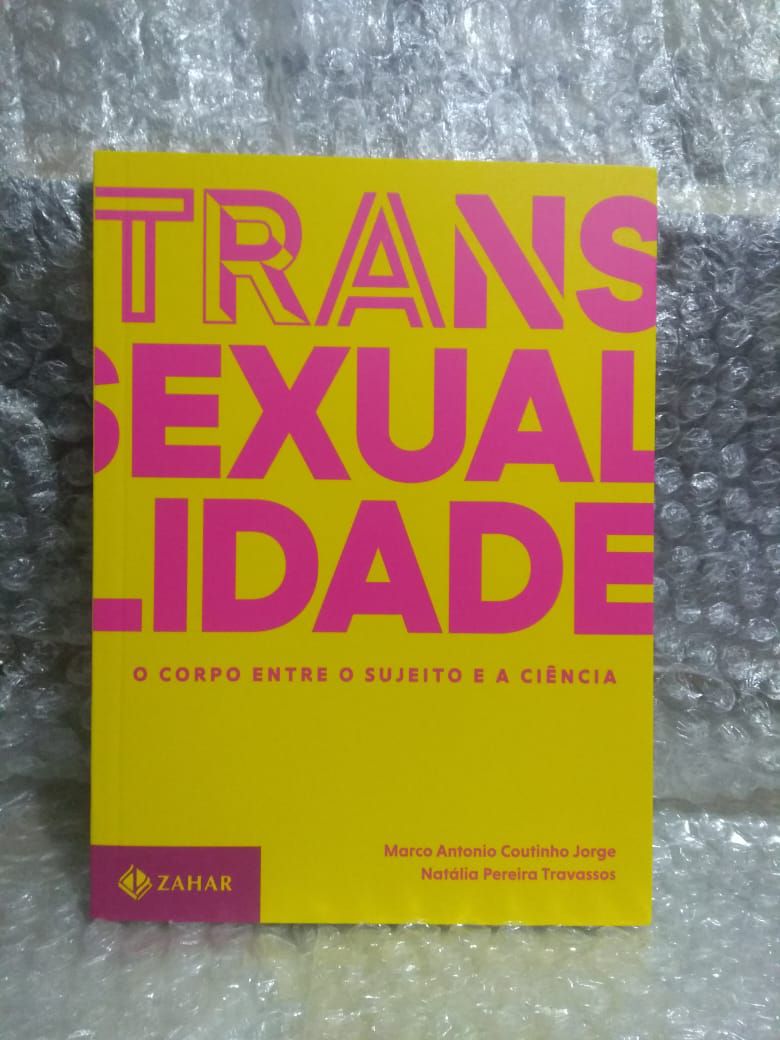 TRANS
SEXUAL
LIDADE
O CORPO ENTRE O SUJEITO E A CIÊNCIA
Marco Antonio Coutinho Jorge
Natália Pereira Travassos
ZAHAR